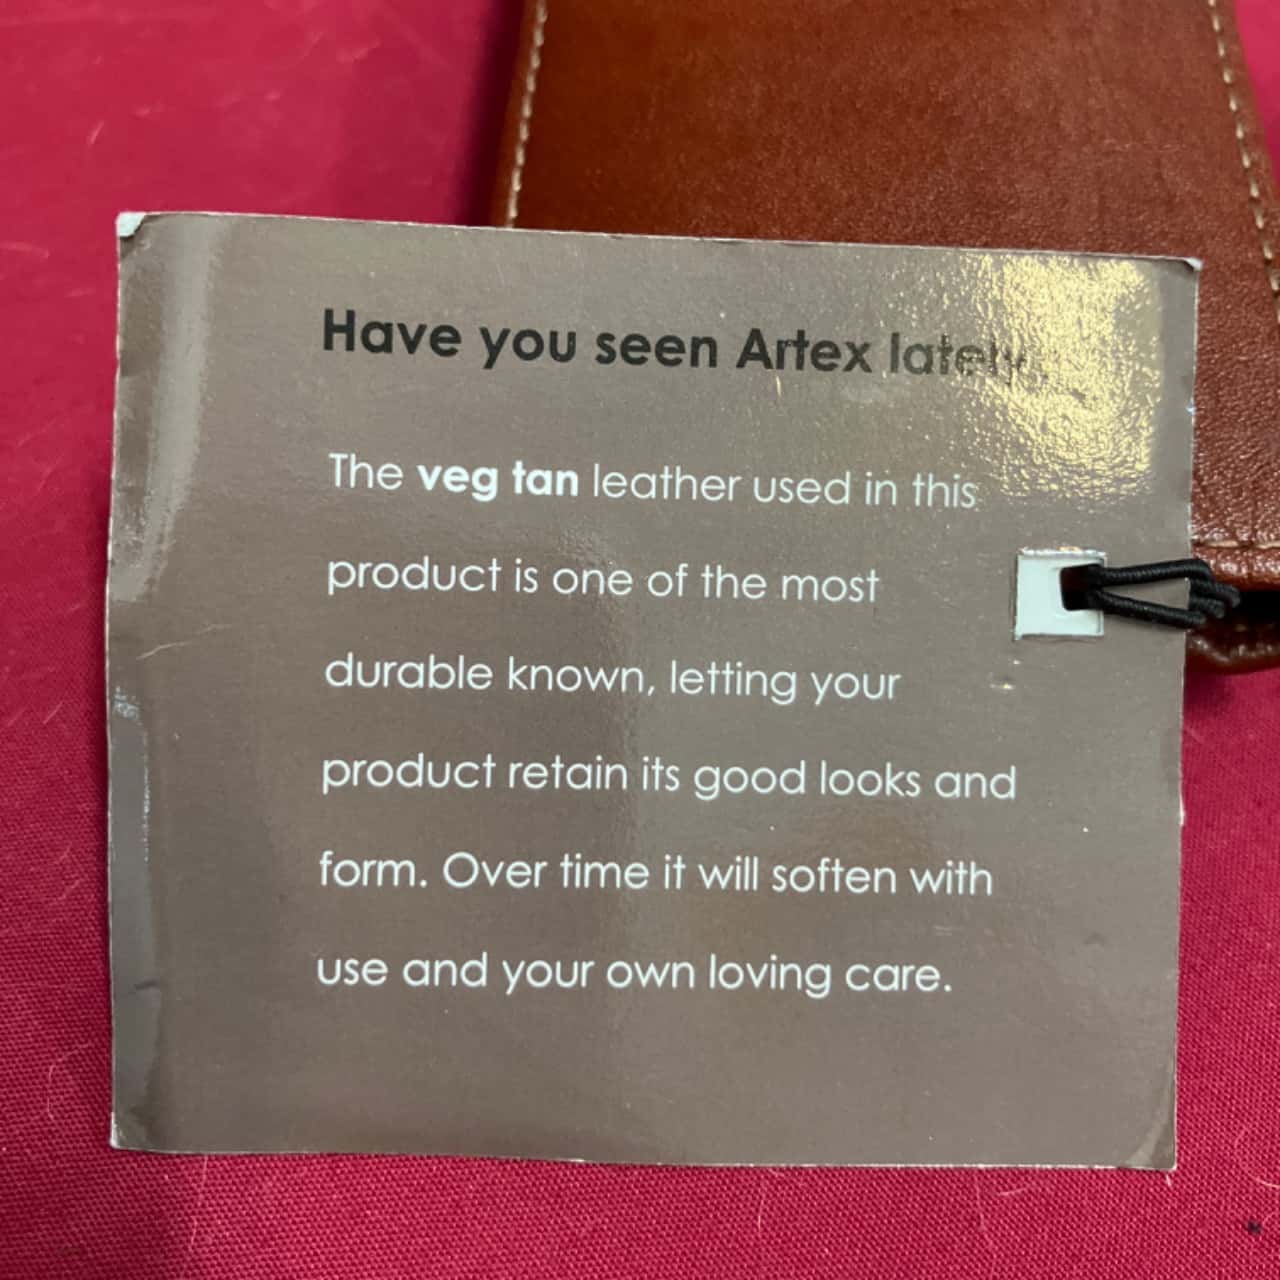 Have you seen Artex lately
The veg tan leather used in this
product is one of the most
durable known, letting your
product retain its good looks and
form. Over time it will soften with
use and your own loving care.